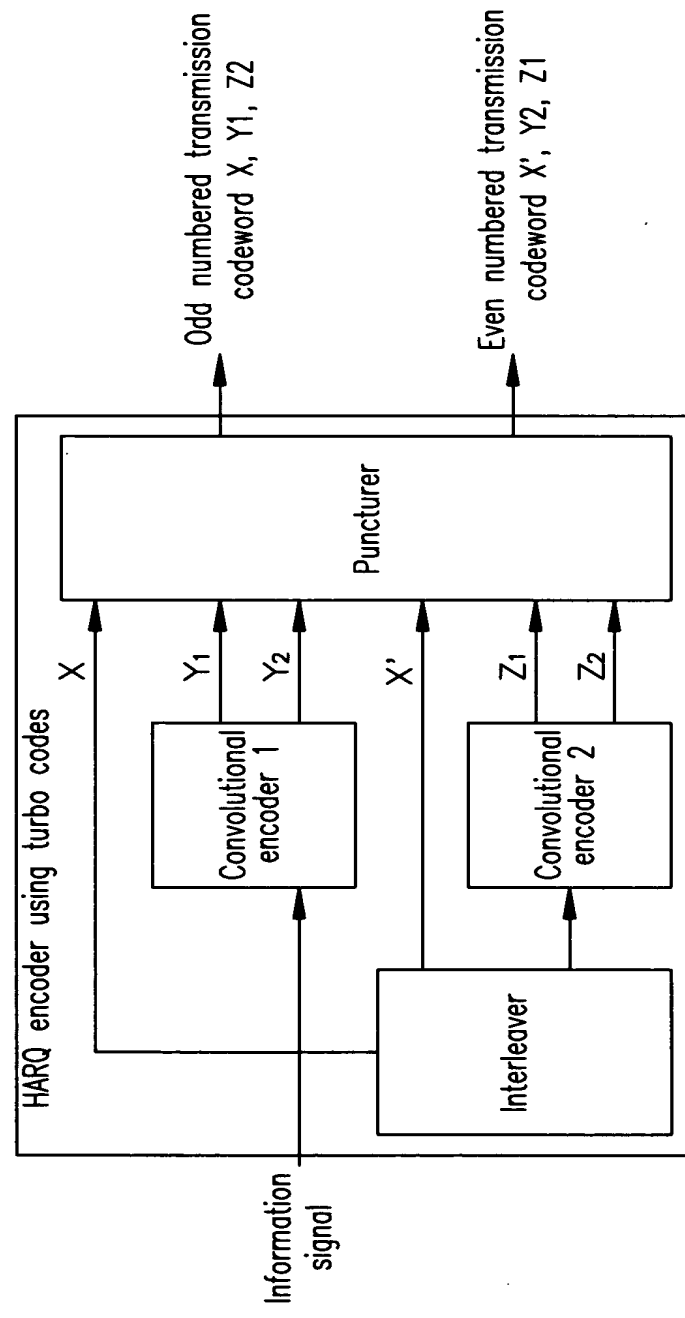 HARQ encoder using turbo codes
Information
signal
Interleaver
Convolutional
encoder 1
Convolutional
encoder 2
X
Y1
Y2
X'
Z1
Z2
Puncturer
Odd numbered transmission
codeword X, Y1, Z2
Even numbered transmission
codeword X', Y2, Z1